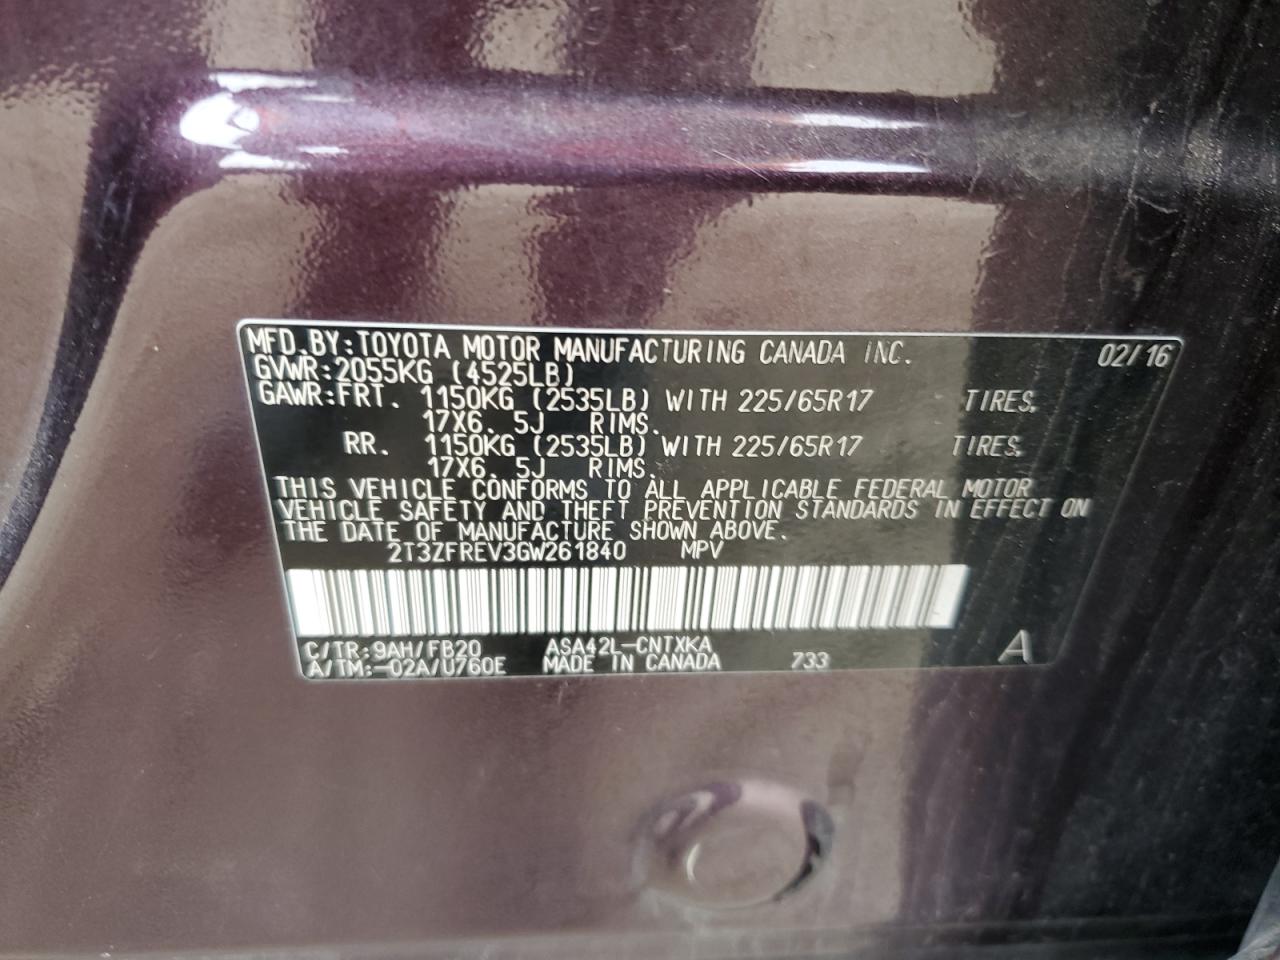 MFD.BY:TOYOTA MOTOR MANUFACTURING CANADA INC. 02/16
GVWR:2055KG (4525LB)
GAWR:FRT. 1150KG (2535LB) WITH 225/65R17 TIRES,
17X6.5J RIMS.
RR. 1150KG (2535LB) WITH 225/65R17 TIRES,
17X6.5J RIMS.
THIS VEHICLE CONFORMS TO ALL APPLICABLE FEDERAL MOTOR
VEHICLE SAFETY AND THEFT PREVENTION STANDARDS IN EFFECT ON
THE DATE OF MANUFACTURE SHOWN ABOVE.
2T3ZFREV3GW261840 MPV
C/TR:9AH/FB20 ASA42L-CNTXKA
A/TM:-02A/U760E MADE IN CANADA 733 A